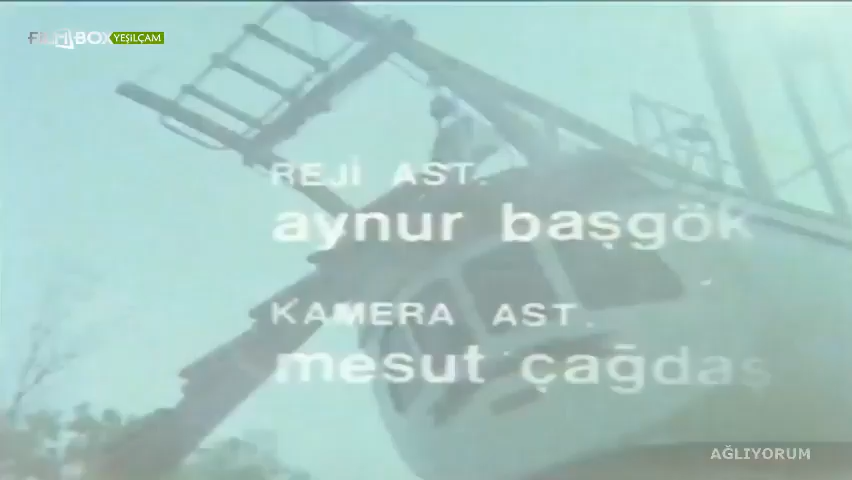 FILMBOX YEŞİLÇAM
REJİ AST.
aynur başgök
KAMERA AST.
mesut çağdaş
AĞLIYORUM